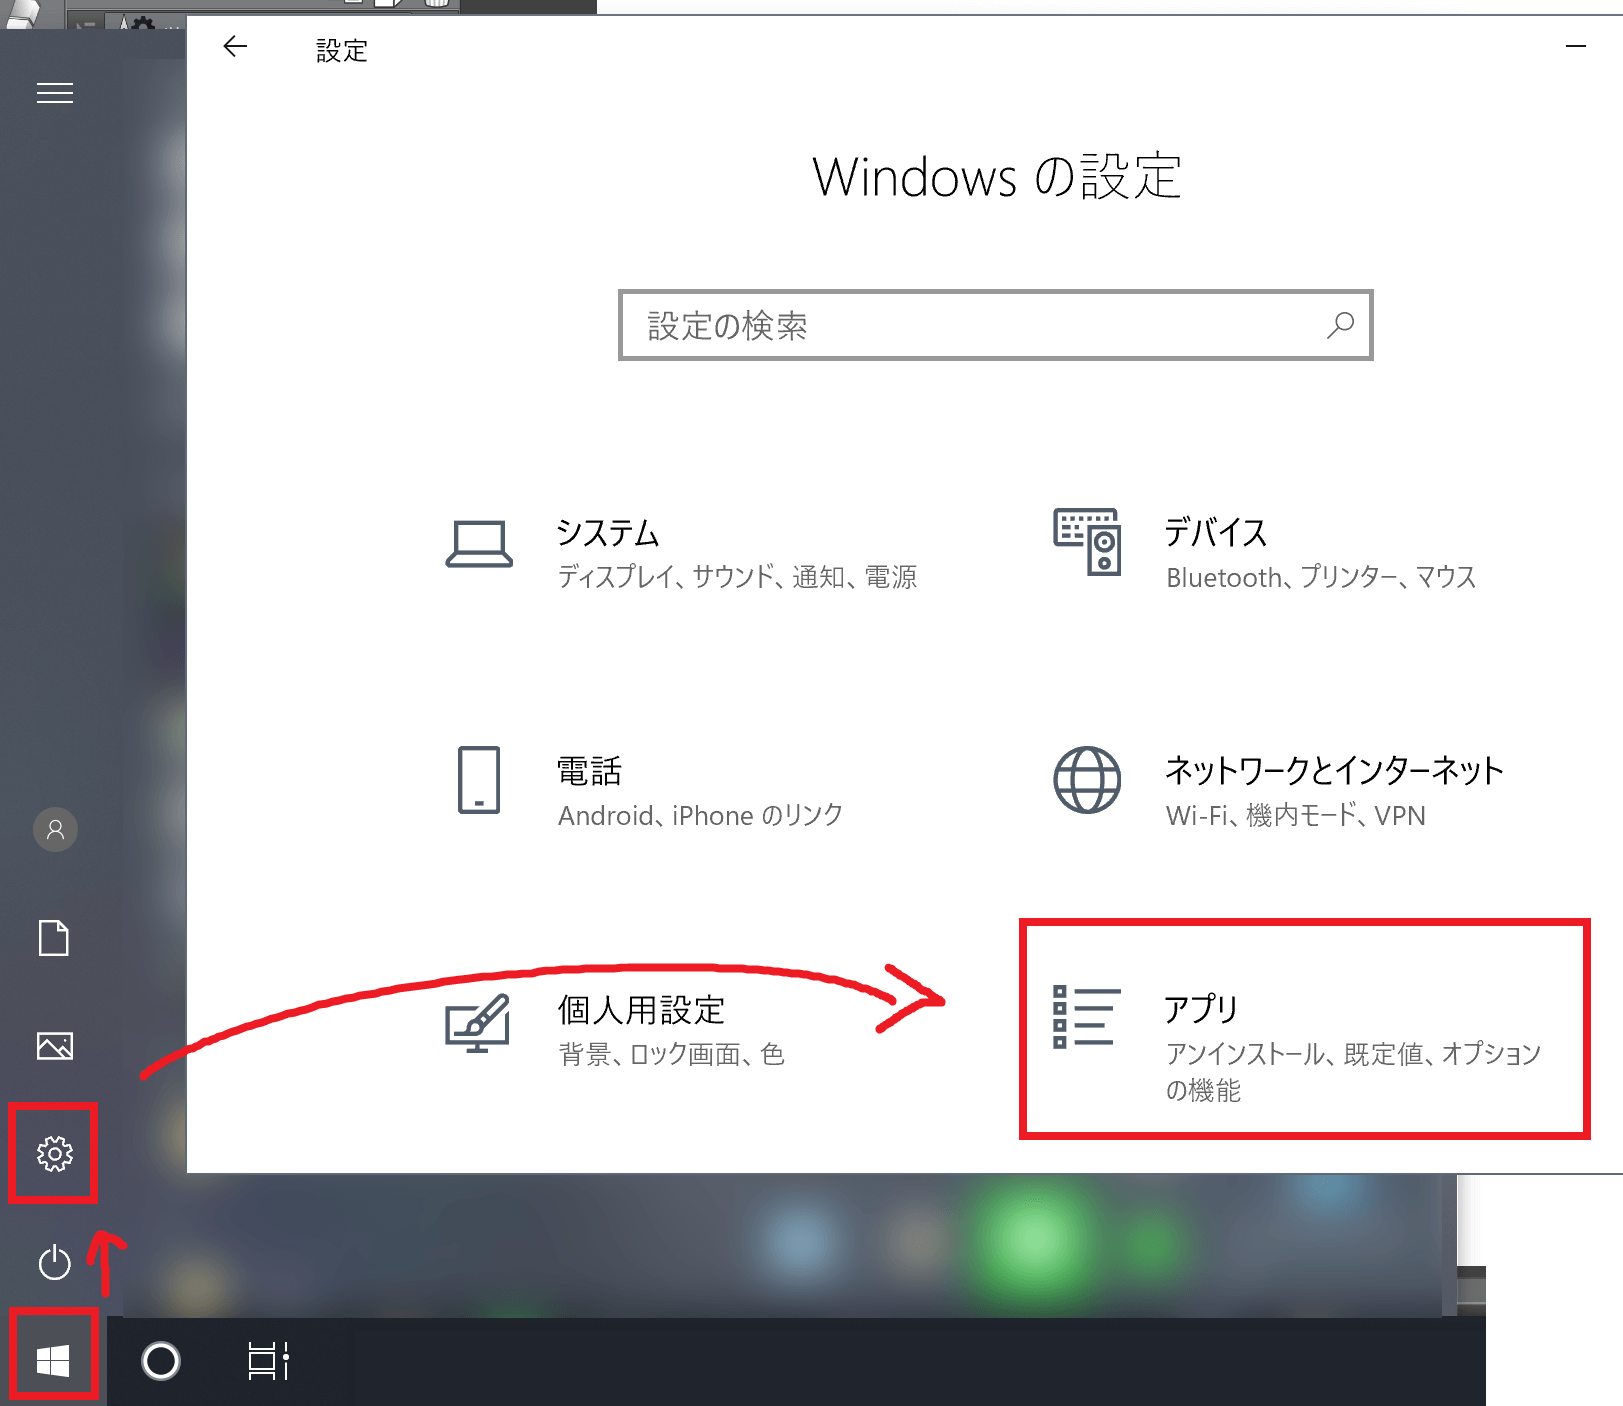 設定
Windows の設定
設定の検索
システム
ディスプレイ、サウンド、通知、電源
デバイス
Bluetooth、プリンター、マウス
電話
Android、iPhone のリンク
ネットワークとインターネット
Wi-Fi、機内モード、VPN
個人用設定
背景、ロック画面、色
アプリ
アンインストール、既定値、オプション
の機能